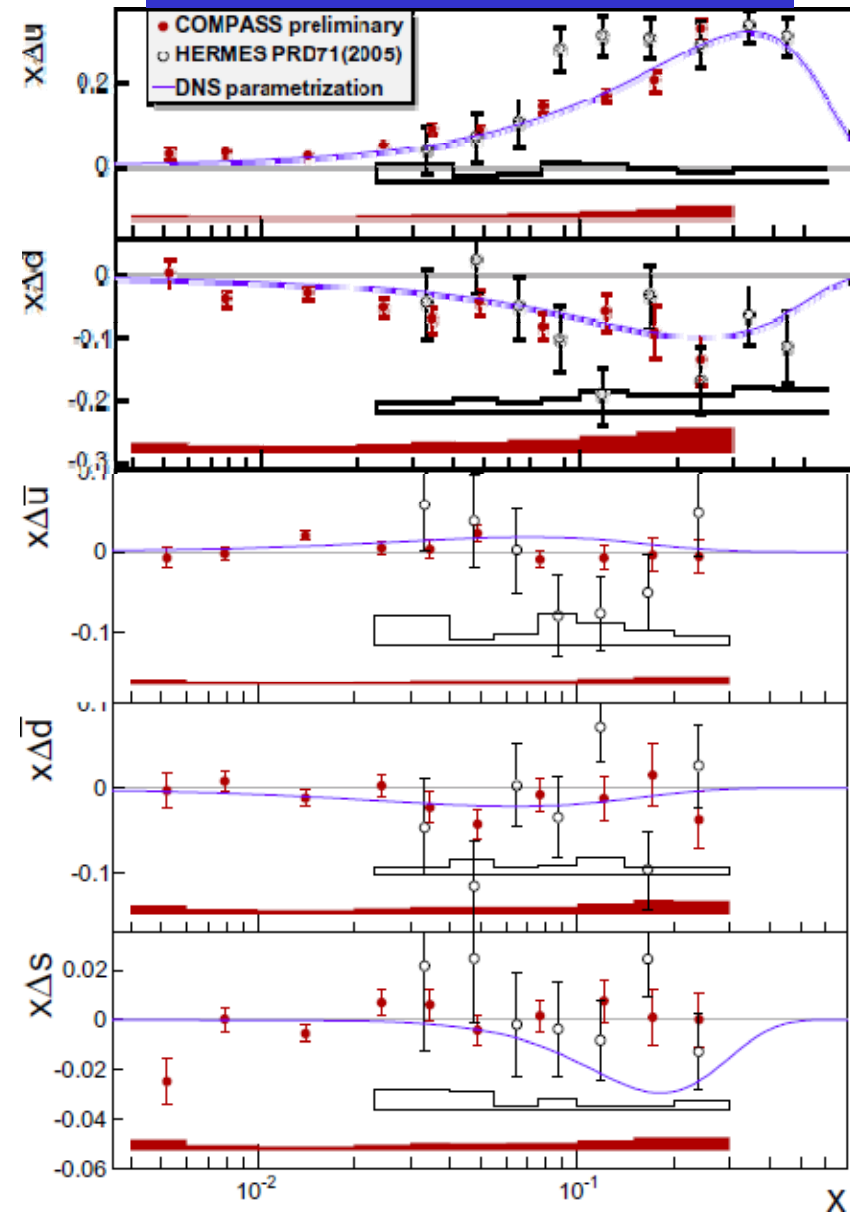 COMPASS preliminary
HERMES PRD71(2005)
DNS parametrization
xΔu
0.2
0
xΔd
0
-0.1
-0.2
-0.3
xΔu̅
0.1
0
-0.1
xΔd̅
0.1
0
-0.1
xΔs
0.02
0
-0.02
-0.04
-0.06
10⁻²
10⁻¹
X